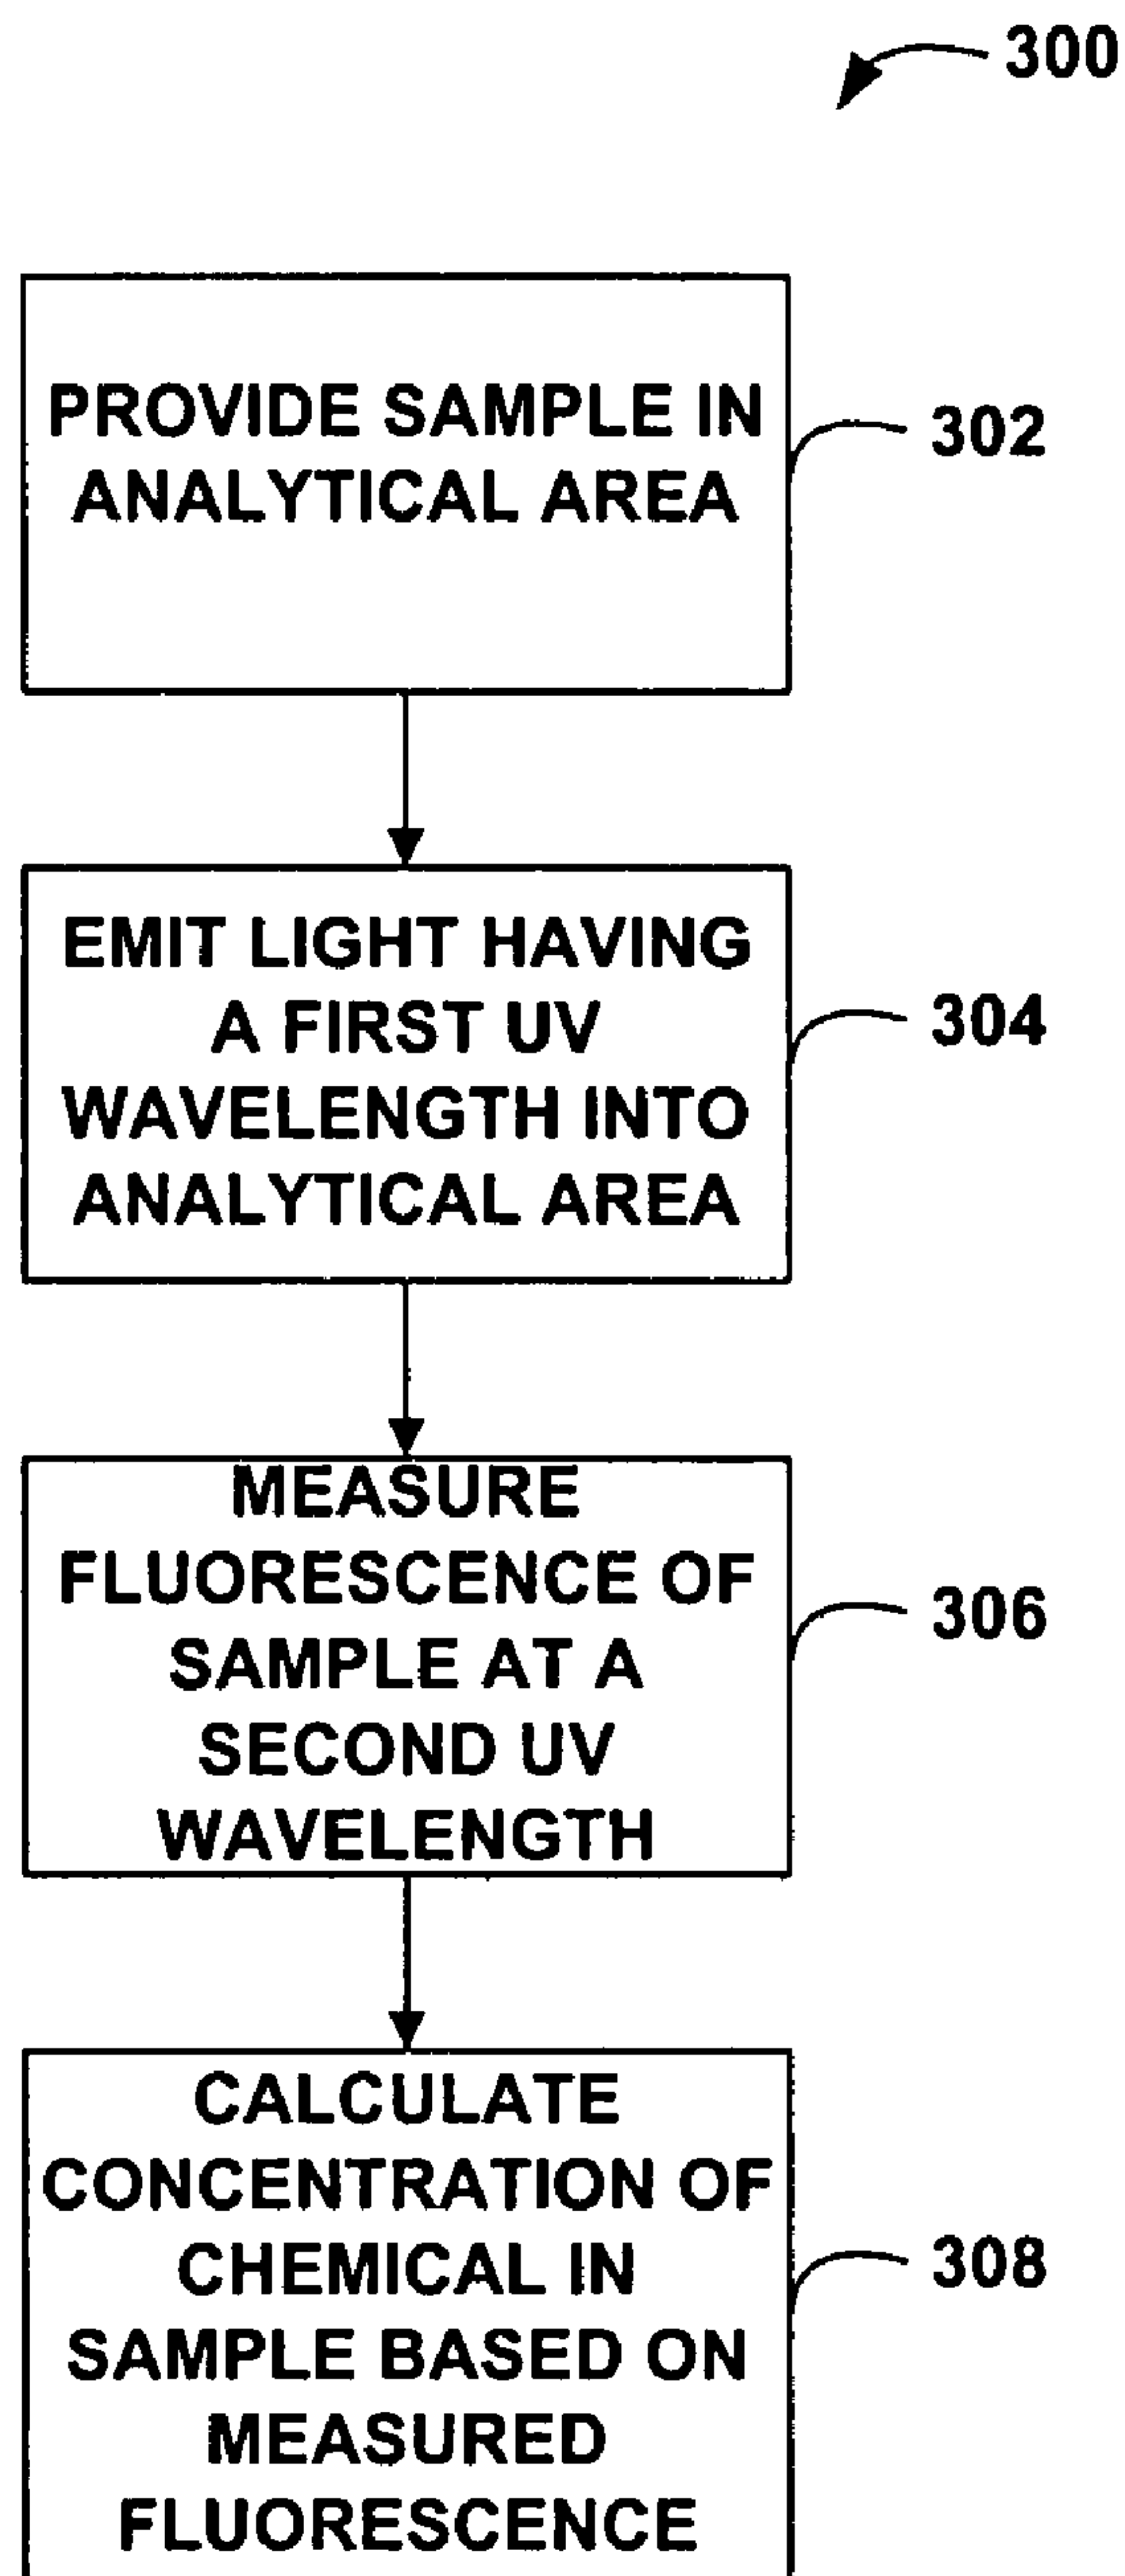 300
PROVIDE SAMPLE IN
ANALYTICAL AREA
302
EMIT LIGHT HAVING
A FIRST UV
WAVELENGTH INTO
ANALYTICAL AREA
304
MEASURE
FLUORESCENCE OF
SAMPLE AT A
SECOND UV
WAVELENGTH
306
CALCULATE
CONCENTRATION OF
CHEMICAL IN
SAMPLE BASED ON
MEASURED
FLUORESCENCE
308